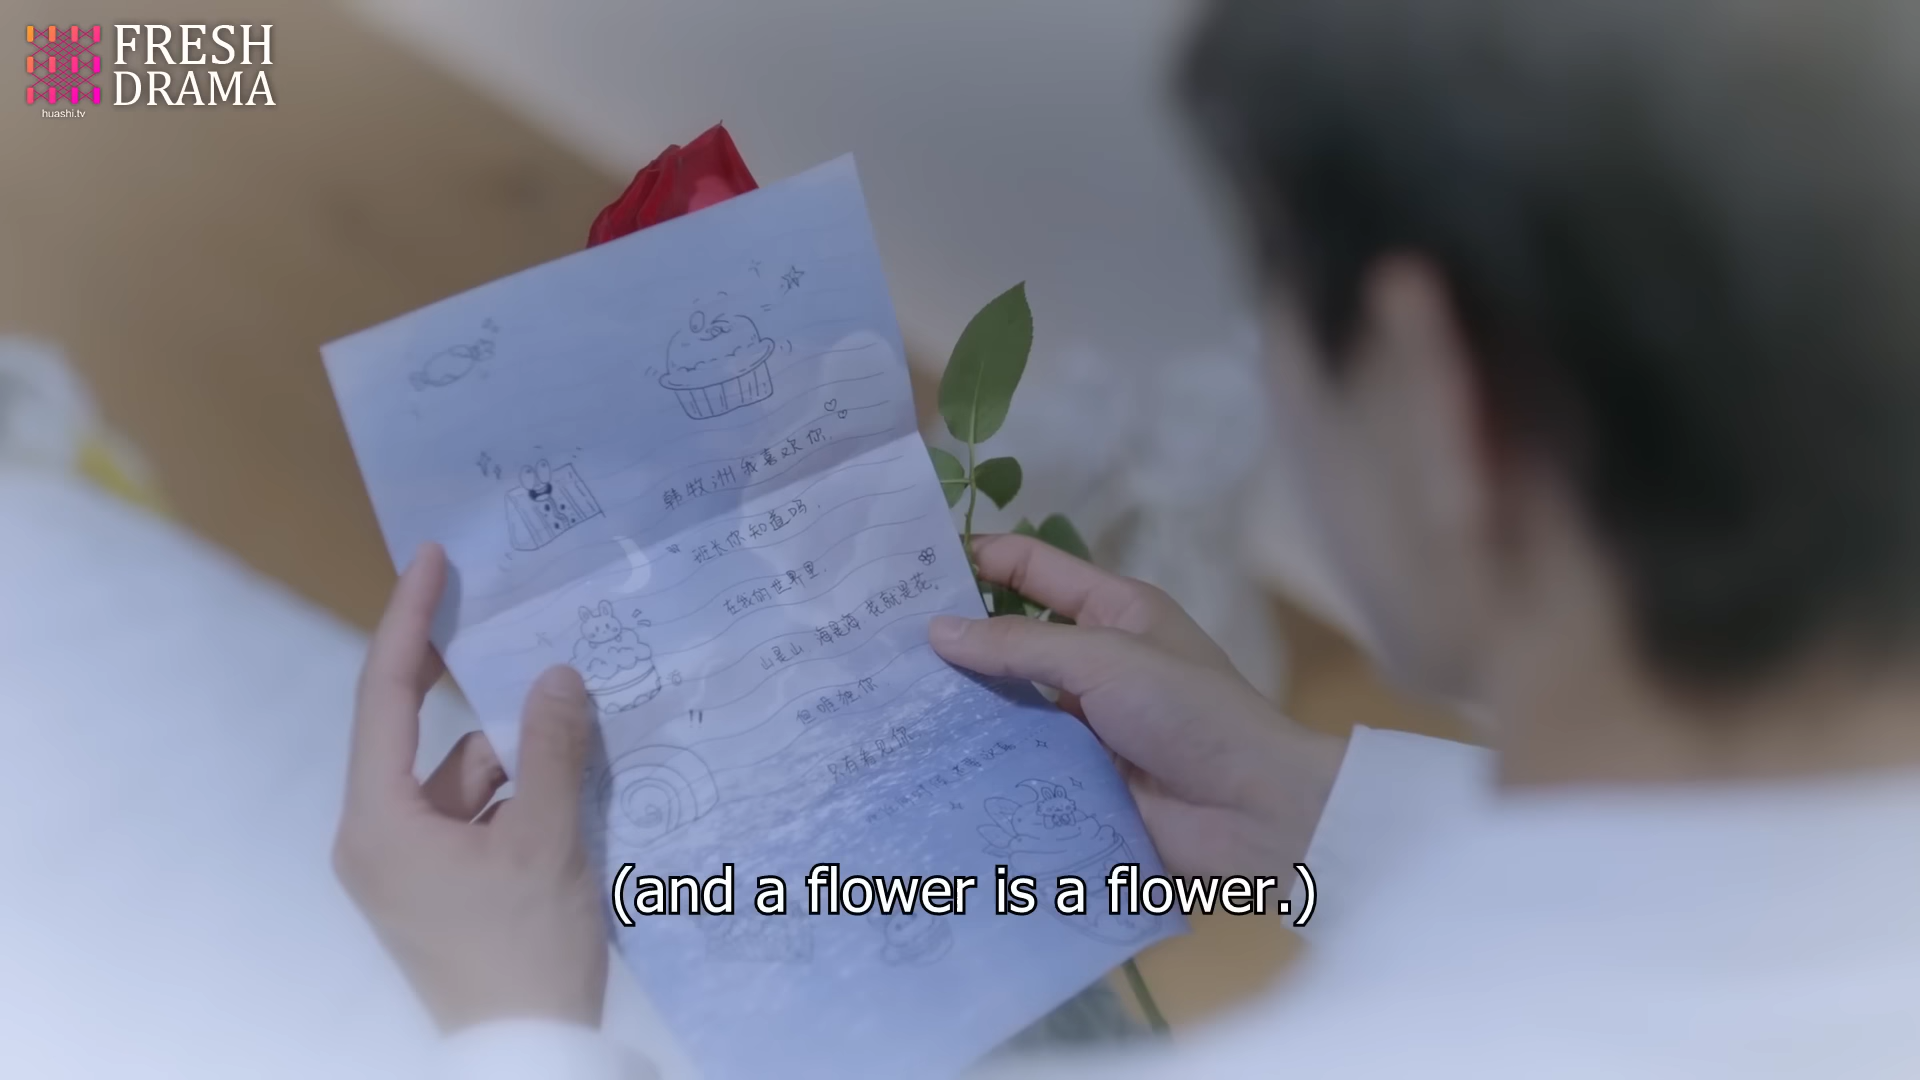 FRESH
DRAMA
huashi.tv
韩牧洲 我喜欢你.
班长你知道吗.
在我的世界里.
山是山 海是海 花就是花.
但唯独你
只有看见你.
(and a flower is a flower.)